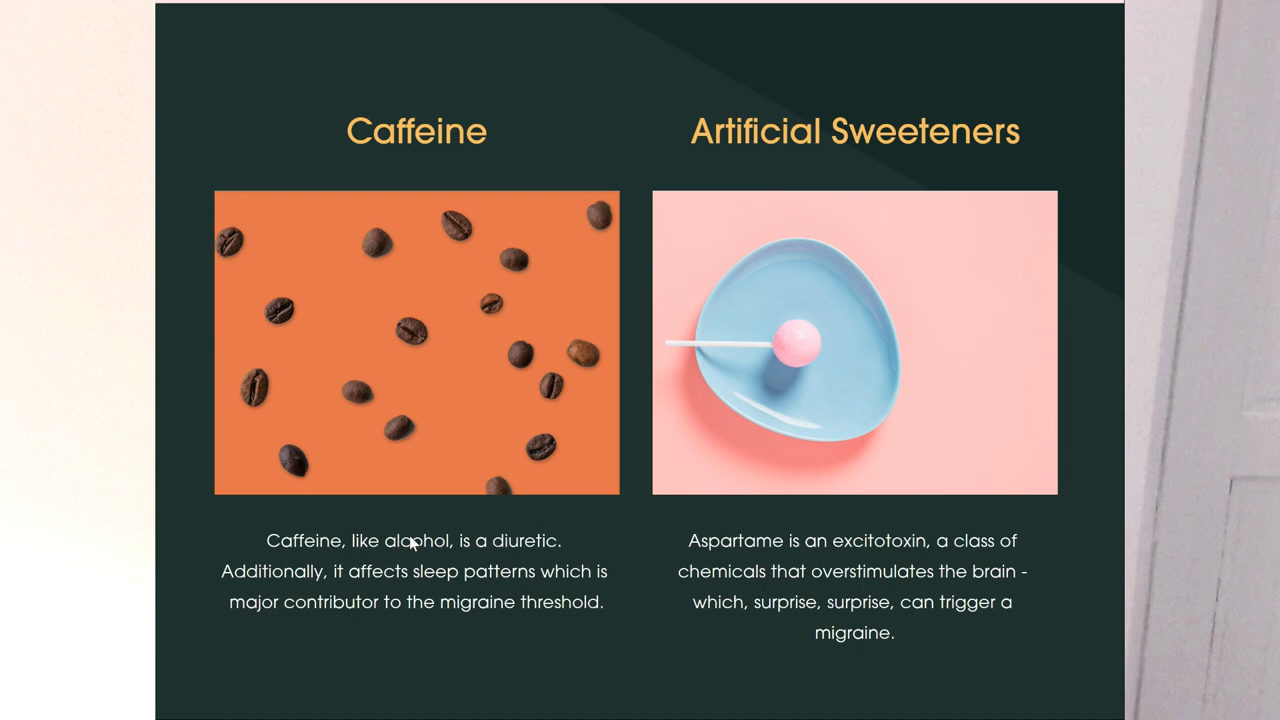 Caffeine
Caffeine, like alcohol, is a diuretic.
Additionally, it affects sleep patterns which is
major contributor to the migraine threshold.
Artificial Sweeteners
Aspartame is an excitotoxin, a class of
chemicals that overstimulates the brain -
which, surprise, surprise, can trigger a
migraine.